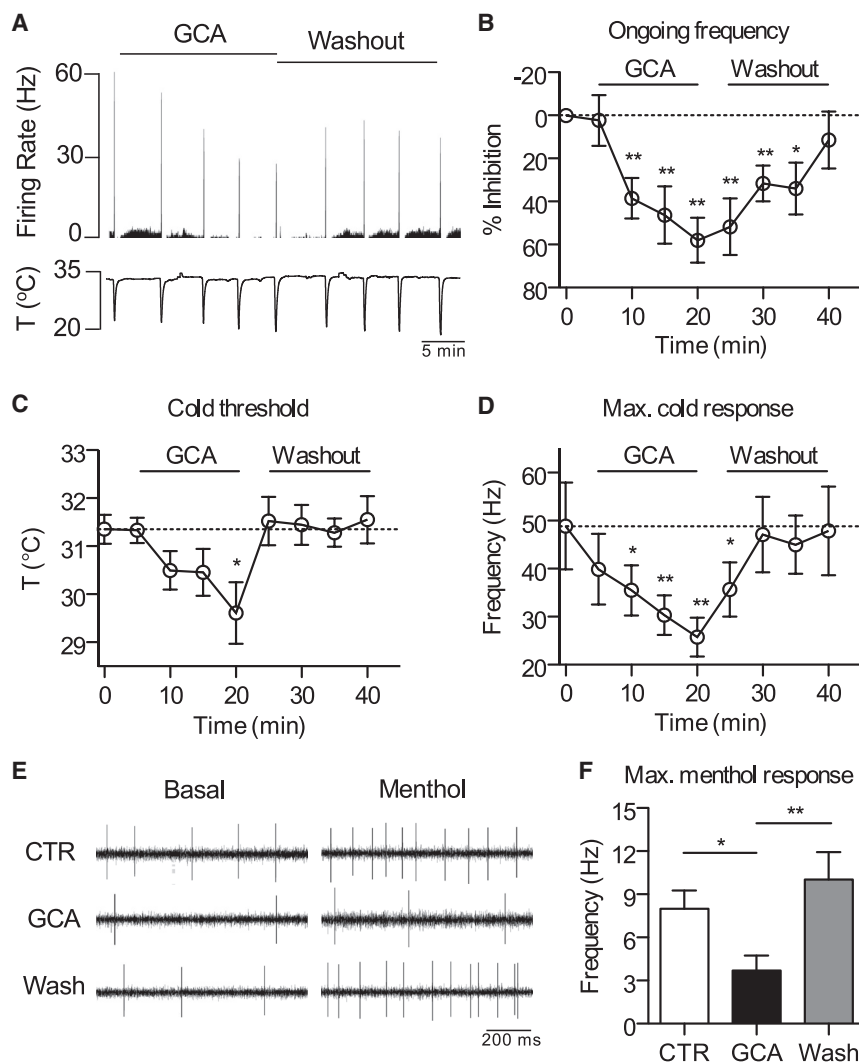 A
GCA
Washout
Firing Rate (Hz)
60
30
0
T (ºC)
35
20
5 min
B
Ongoing frequency
GCA
Washout
% Inhibition
-20
0
20
40
60
80
** ** ** ** ** *
0 10 20 30 40
Time (min)
C
Cold threshold
GCA
Washout
T (ºC)
33
32
31
30
29
*
0 10 20 30 40
Time (min)
D
Max. cold response
GCA
Washout
Frequency (Hz)
60
50
40
30
20
* ** ** *
0 10 20 30 40
Time (min)
E
Basal
Menthol
CTR
GCA
Wash
200 ms
F
Max. menthol response
Frequency (Hz)
15
12
9
6
3
0
* **
CTR GCA Wash